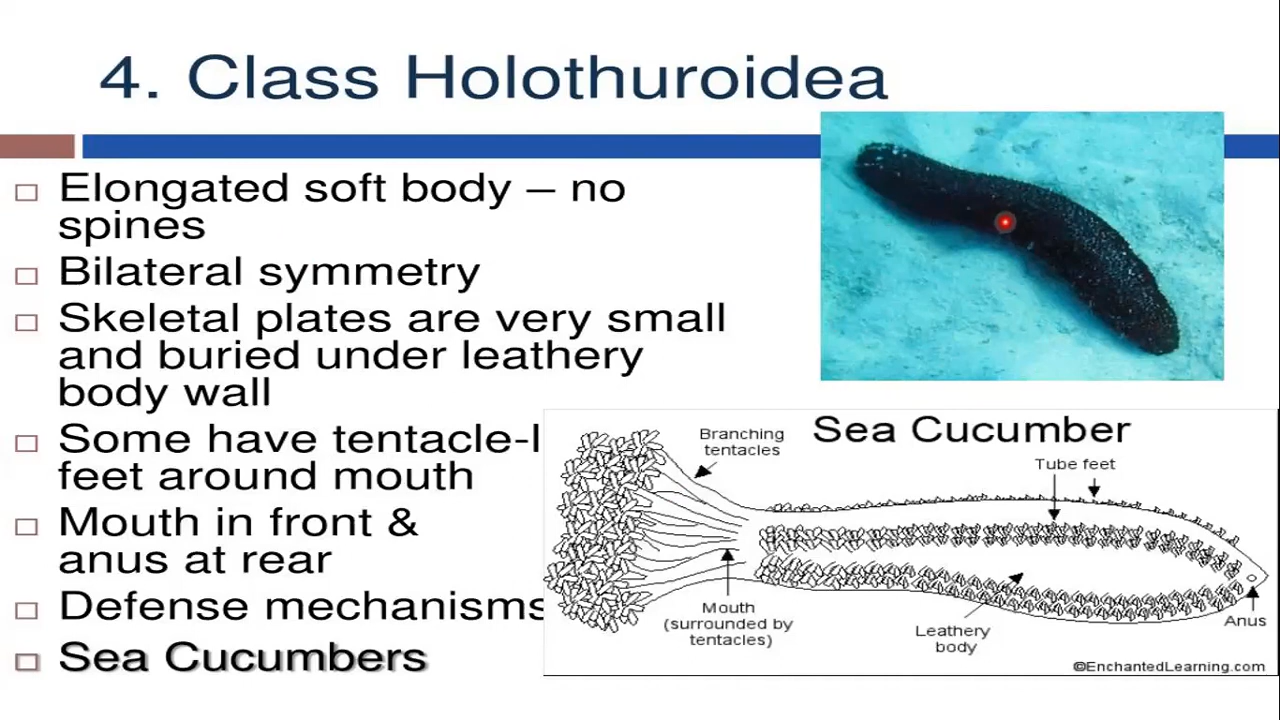 4. Class Holothuroidea
Elongated soft body – no
spines
Bilateral symmetry
Skeletal plates are very small
and buried under leathery
body wall
Some have tentacle-l
feet around mouth
Mouth in front &
anus at rear
Defense mechanisms
Sea Cucumbers
Sea Cucumber
Branching
tentacles
Tube feet
Mouth
(surrounded by
tentacles)
Leathery
body
Anus
©EnchantedLearning.com